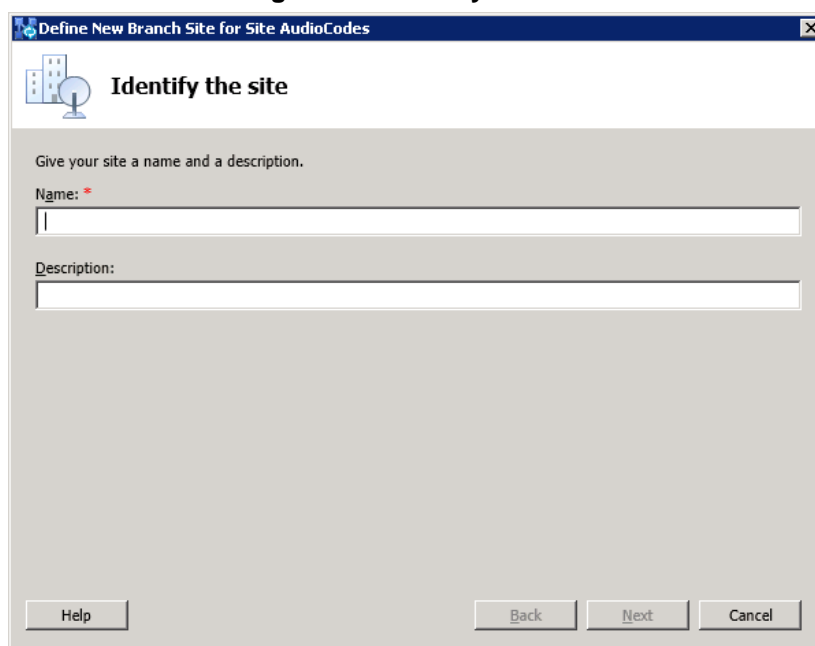 Define New Branch Site for Site AudioCodes
Identify the site
Give your site a name and a description.
Name: *
Description:
Help Back Next Cancel